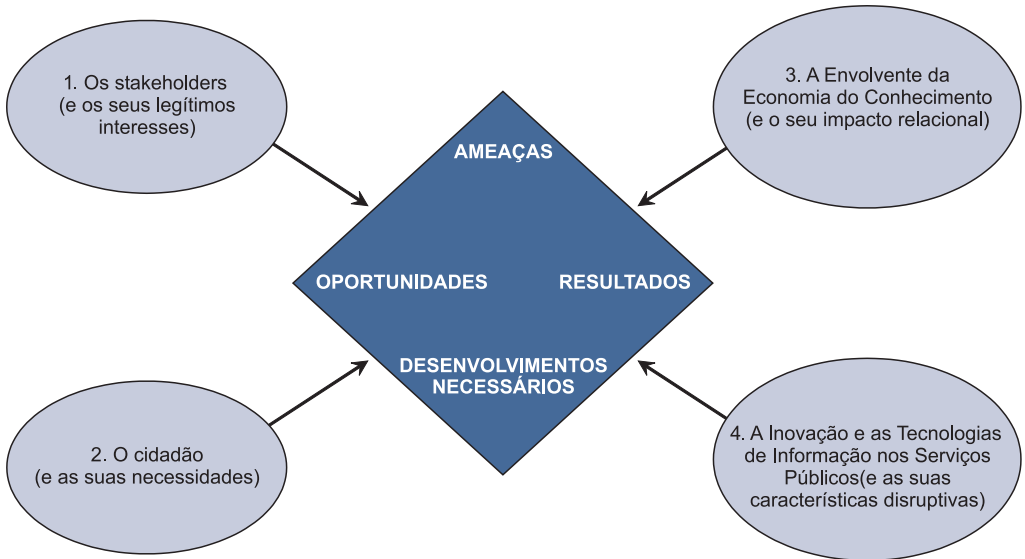 1. Os stakeholders
(e os seus legítimos
interesses)
3. A Envolvente da
Economia do Conhecimento
(e o seu impacto relacional)
AMEAÇAS
OPORTUNIDADES
RESULTADOS
DESENVOLVIMENTOS
NECESSÁRIOS
2. O cidadão
(e as suas necessidades)
4. A Inovação e as Tecnologias
de Informação nos Serviços
Públicos(e as suas
características disruptivas)